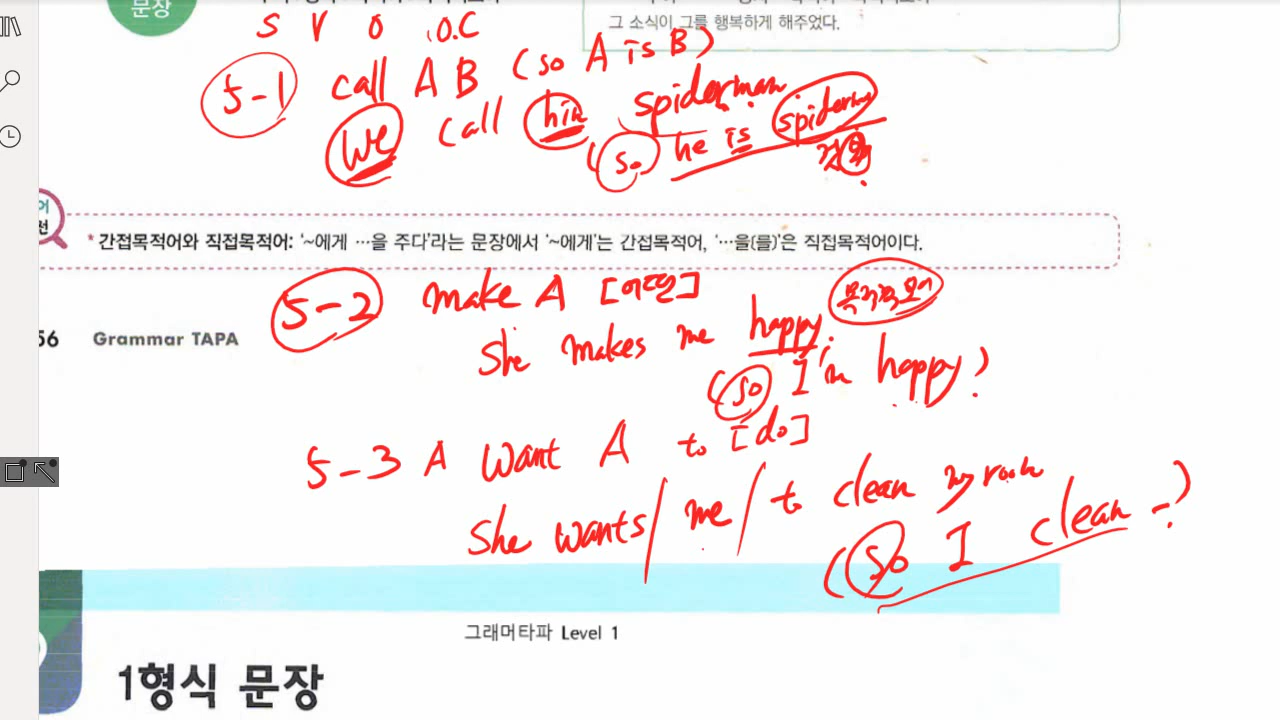 문장
그 소식이 그를 행복하게 해주었다.
S V O O.C
5-1 call A B (so A is B)
We call him spiderman
(so he is spiderman
* 간접목적어와 직접목적어: '~에게 …을 주다'라는 문장에서 '~에게'는 간접목적어, '…을(를)'은 직접목적어이다.
5-2 make A [어떤]
목적격보어
56 Grammar TAPA
She makes me happy.
(so I'm happy)
5-3 A want A to [do]
She wants / me / to clean my room
(so I clean -)
그래머타파 Level 1
1형식 문장